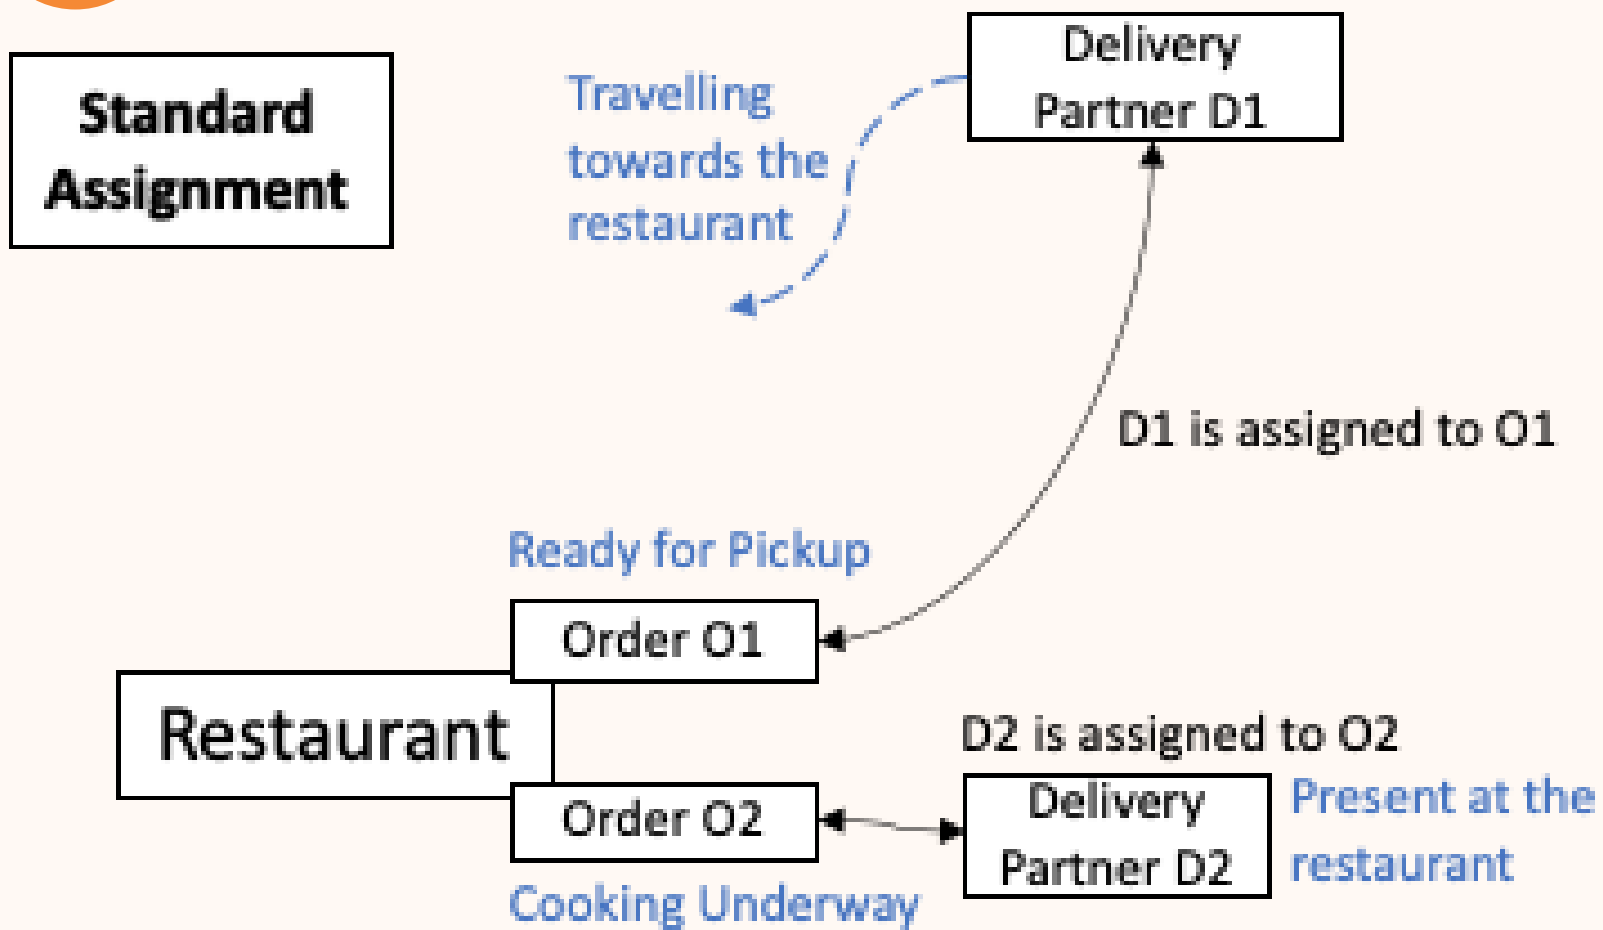 Standard
Assignment
Travelling
towards the
restaurant
Delivery
Partner D1
D1 is assigned to O1
Ready for Pickup
Order O1
Restaurant
D2 is assigned to O2
Order O2
Delivery
Partner D2
Present at the
restaurant
Cooking Underway